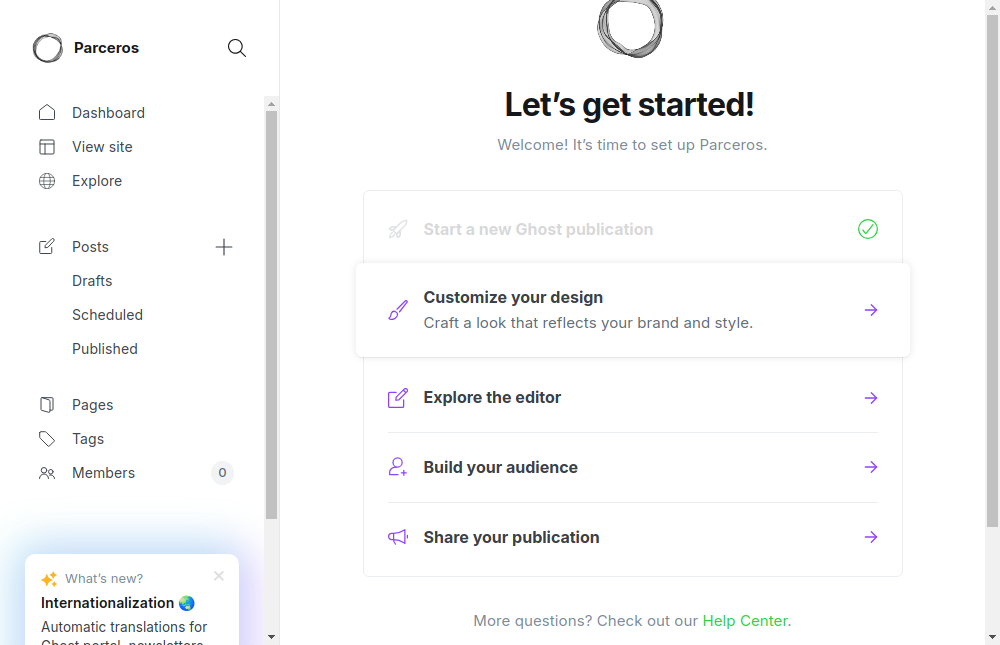 Parceros
Dashboard
View site
Explore
Posts
Drafts
Scheduled
Published
Pages
Tags
Members 0
What's new?
Internationalization 🌏
Automatic translations for
Ghost portal, newsletters
Let's get started!
Welcome! It's time to set up Parceros.
Start a new Ghost publication
Customize your design
Craft a look that reflects your brand and style.
Explore the editor
Build your audience
Share your publication
More questions? Check out our Help Center.